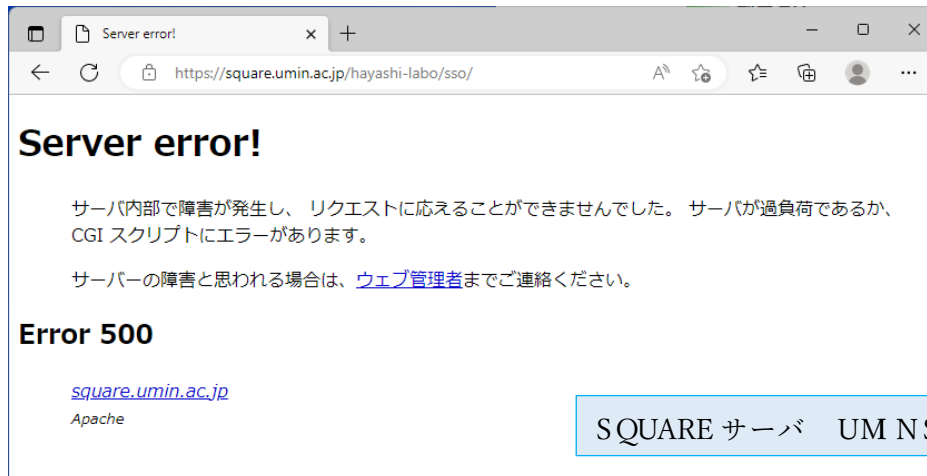 Server error!
https://square.umin.ac.jp/hayashi-labo/sso/
Server error!
サーバ内部で障害が発生し、 リクエストに応えることができませんでした。 サーバが過負荷であるか、
CGI スクリプトにエラーがあります。
サーバーの障害と思われる場合は、ウェブ管理者までご連絡ください。
Error 500
square.umin.ac.jp
Apache
SQUARE サーバ UM N